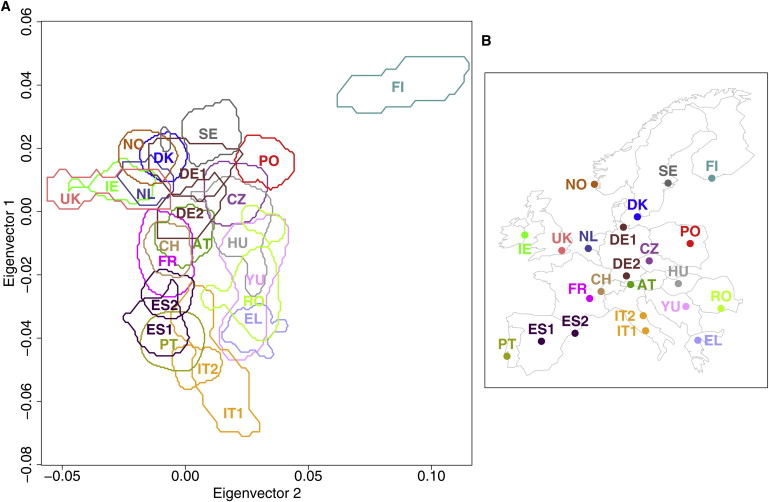 A
B
0.06
0.04
0.02
0.00
−0.02
−0.04
−0.06
−0.08
Eigenvector 1
FI
SE
NO
DK
PO
DE1
IE
NL
UK
CZ
DE2
CH
AT
HU
FR
YU
RO
ES2
EL
ES1
PT
IT2
IT1
−0.05
0.00
0.05
0.10
Eigenvector 2
FI
SE
NO
DK
DE1
PO
IE
UK
NL
CZ
DE2
AT
HU
CH
FR
YU
RO
IT2
IT1
ES2
ES1
EL
PT